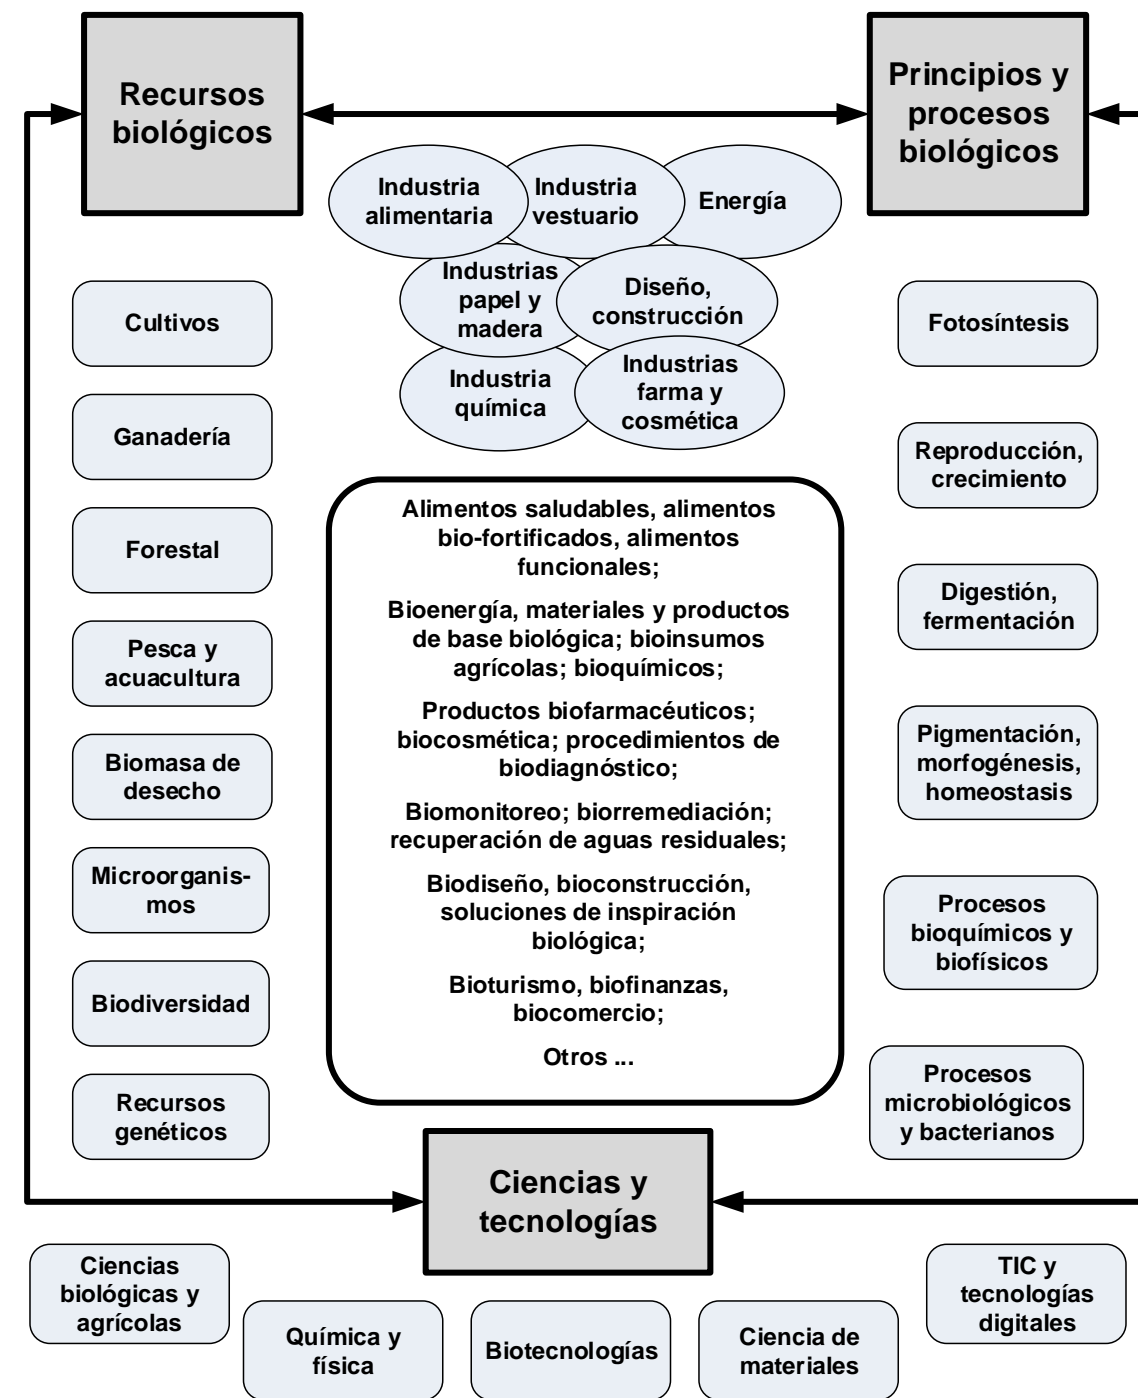 Recursos
biológicos
Principios y
procesos
biológicos
Industria
alimentaria
Industria
vestuario
Energía
Industrias
papel y
madera
Diseño,
construcción
Industria
química
Industrias
farma y
cosmética
Cultivos
Ganadería
Forestal
Pesca y
acuacultura
Biomasa de
desecho
Microorganis-
mos
Biodiversidad
Recursos
genéticos
Alimentos saludables, alimentos
bio-fortificados, alimentos
funcionales;
Bioenergía, materiales y productos
de base biológica; bioinsumos
agrícolas; bioquímicos;
Productos biofarmacéuticos;
biocosmética; procedimientos de
biodiagnóstico;
Biomonitoreo; biorremediación;
recuperación de aguas residuales;
Biodiseño, bioconstrucción,
soluciones de inspiración
biológica;
Bioturismo, biofinanzas,
biocomercio;
Otros ...
Fotosíntesis
Reproducción,
crecimiento
Digestión,
fermentación
Pigmentación,
morfogénesis,
homeostasis
Procesos
bioquímicos y
biofísicos
Procesos
microbiológicos
y bacterianos
Ciencias y
tecnologías
Ciencias
biológicas y
agrícolas
Química y
física
Biotecnologías
Ciencia de
materiales
TIC y
tecnologías
digitales